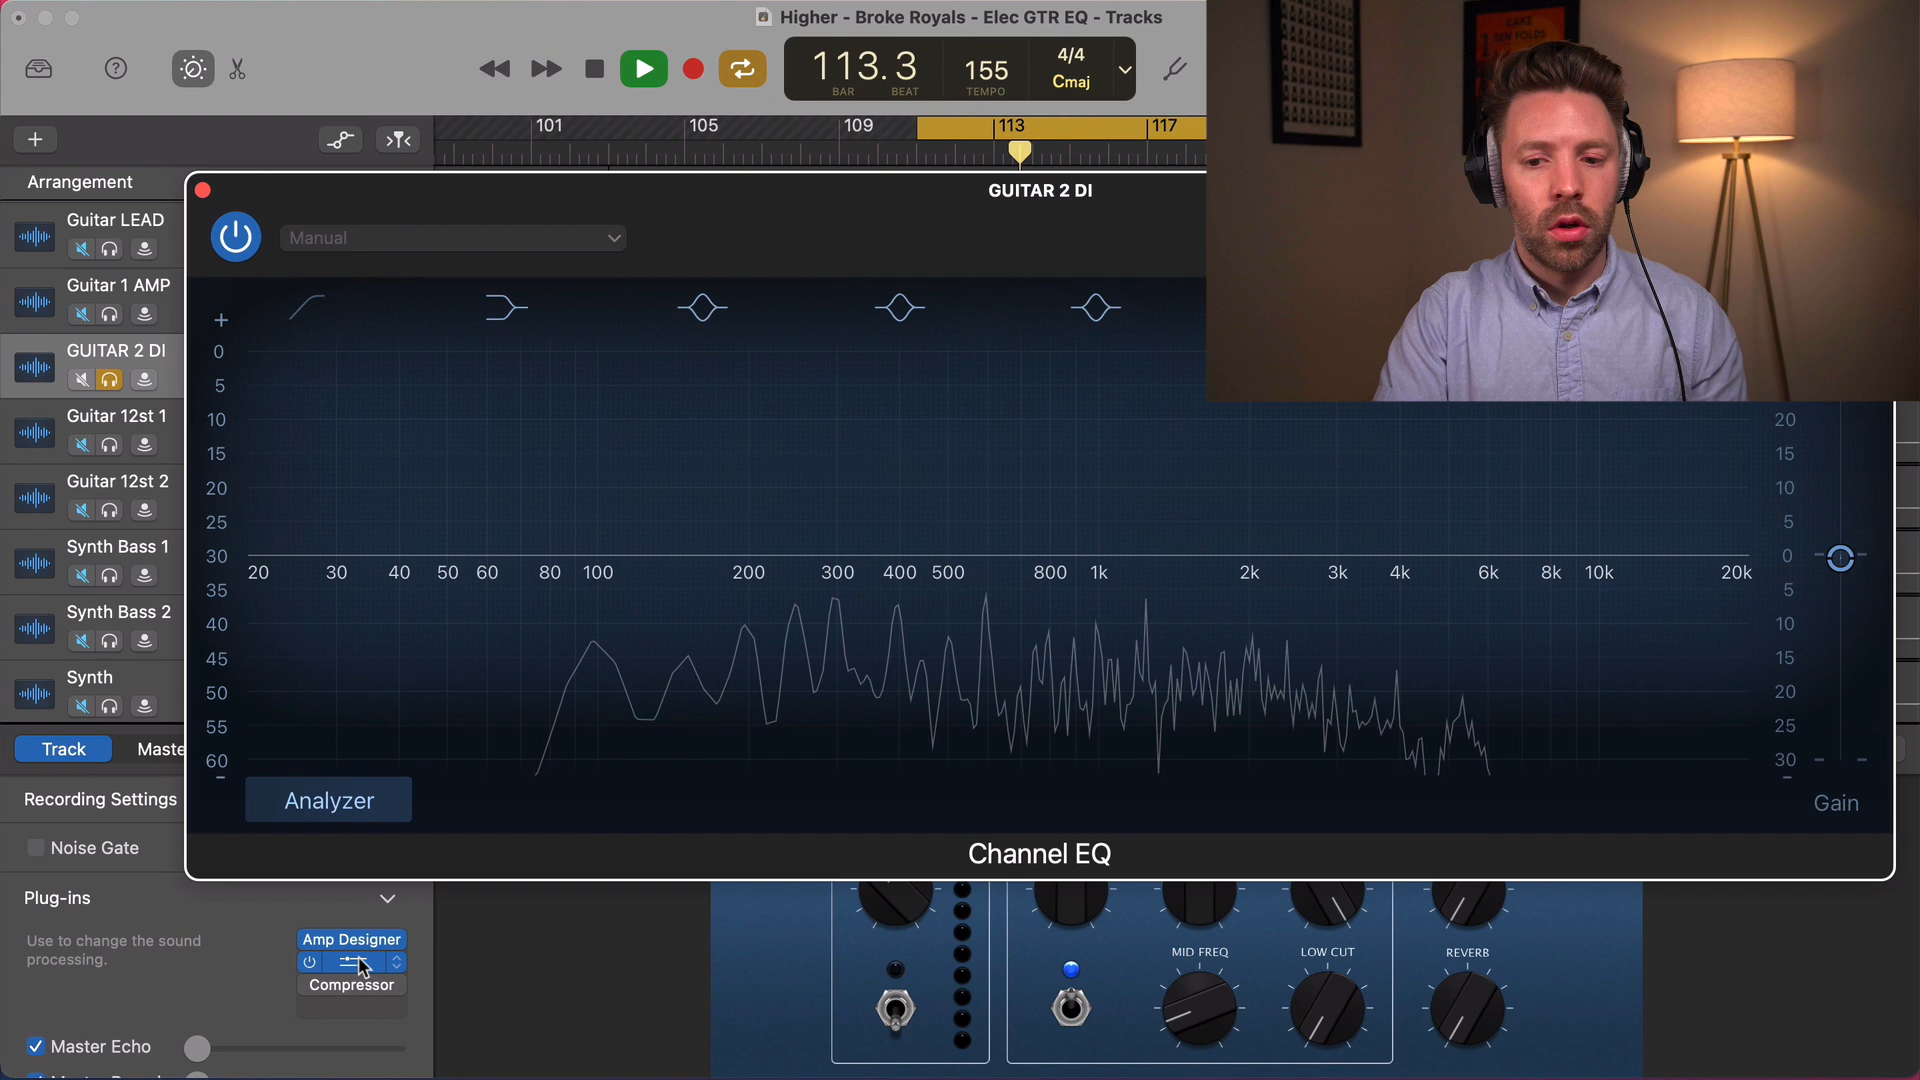 Higher - Broke Royals - Elec GTR EQ - Tracks
113.3
BAR BEAT
155
TEMPO
4/4
Cmaj
CAKE
BEN FOLDS
101 105 109 113 117
Arrangement
GUITAR 2 DI
Manual
Guitar LEAD
Guitar 1 AMP
GUITAR 2 DI
Guitar 12st 1
Guitar 12st 2
Synth Bass 1
Synth Bass 2
Synth
+
0
5
10
15
20
25
30
35
40
45
50
55
60
–
20 30 40 50 60 80 100 200 300 400 500 800 1k 2k 3k 4k 6k 8k 10k 20k
20
15
10
5
0
5
10
15
20
25
30
–
Gain
Analyzer
Channel EQ
Track Maste
Recording Settings
Noise Gate
Plug-ins
Use to change the sound
processing.
Amp Designer
Compressor
Master Echo
MID FREQ LOW CUT REVERB